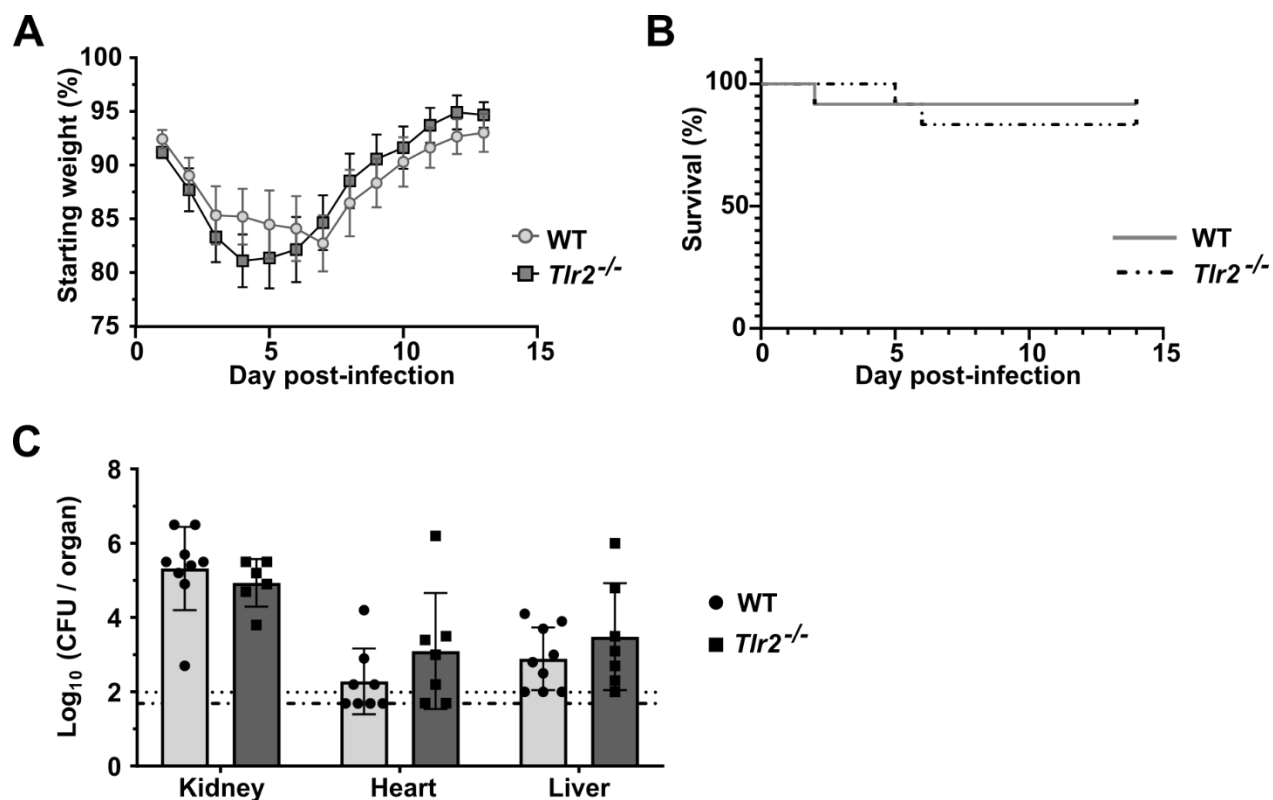 A
Starting weight (%)
100
95
90
85
80
75
0
5
10
15
Day post-infection
WT
Tlr2-/-
B
Survival (%)
100
50
0
0
5
10
15
Day post-infection
WT
Tlr2-/-
C
Log10 (CFU / organ)
8
6
4
2
0
Kidney
Heart
Liver
WT
Tlr2-/-